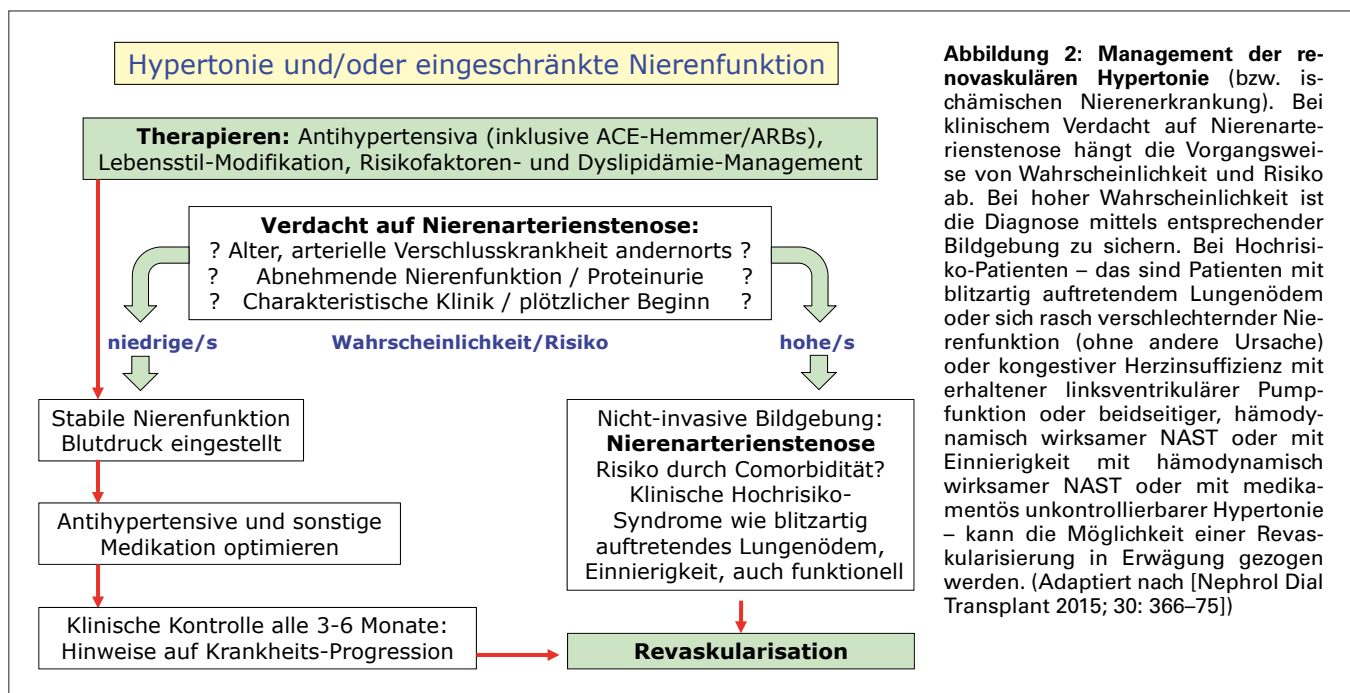 Hypertonie und/oder eingeschränkte Nierenfunktion
Therapieren: Antihypertensiva (inklusive ACE-Hemmer/ARBs),
Lebensstil-Modifikation, Risikofaktoren- und Dyslipidämie-Management
Verdacht auf Nierenarterienstenose:
? Alter, arterielle Verschlusskrankheit andernorts ?
? Abnehmende Nierenfunktion / Proteinurie ?
? Charakteristische Klinik / plötzlicher Beginn ?
niedrige/s Wahrscheinlichkeit/Risiko hohe/s
Stabile Nierenfunktion
Blutdruck eingestellt
Antihypertensive und sonstige
Medikation optimieren
Klinische Kontrolle alle 3-6 Monate:
Hinweise auf Krankheits-Progression
Nicht-invasive Bildgebung:
Nierenarterienstenose
Risiko durch Comorbidität?
Klinische Hochrisiko-
Syndrome wie blitzartig
auftretendes Lungenödem,
Einnierigkeit, auch funktionell
Revaskularisation
Abbildung 2: Management der re-
novaskulären Hypertonie (bzw. is-
chämischen Nierenerkrankung). Bei
klinischem Verdacht auf Nierenarte-
rienstenose hängt die Vorgangswei-
se von Wahrscheinlichkeit und Risiko
ab. Bei hoher Wahrscheinlichkeit ist
die Diagnose mittels entsprechender
Bildgebung zu sichern. Bei Hochrisi-
ko-Patienten – das sind Patienten mit
blitzartig auftretendem Lungenödem
oder sich rasch verschlechternder Nie-
renfunktion (ohne andere Ursache)
oder kongestiver Herzinsuffizienz mit
erhaltener linksventrikulärer Pump-
funktion oder beidseitiger, hämody-
namisch wirksamer NAST oder mit
Einnierigkeit mit hämodynamisch
wirksamer NAST oder mit medika-
mentös unkontrollierbarer Hypertonie
– kann die Möglichkeit einer Revas-
kularisierung in Erwägung gezogen
werden. (Adaptiert nach [Nephrol Dial
Transplant 2015; 30: 366–75])